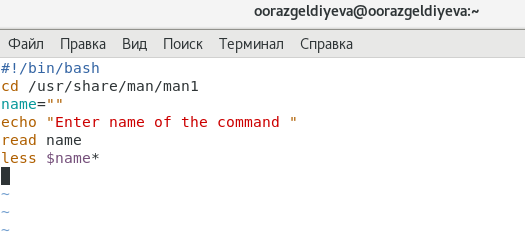 oorazgeldiyeva@oorazgeldiyeva:~
Файл Правка Вид Поиск Терминал Справка
#!/bin/bash
cd /usr/share/man/man1
name=""
echo "Enter name of the command "
read name
less $name*
~
~
~